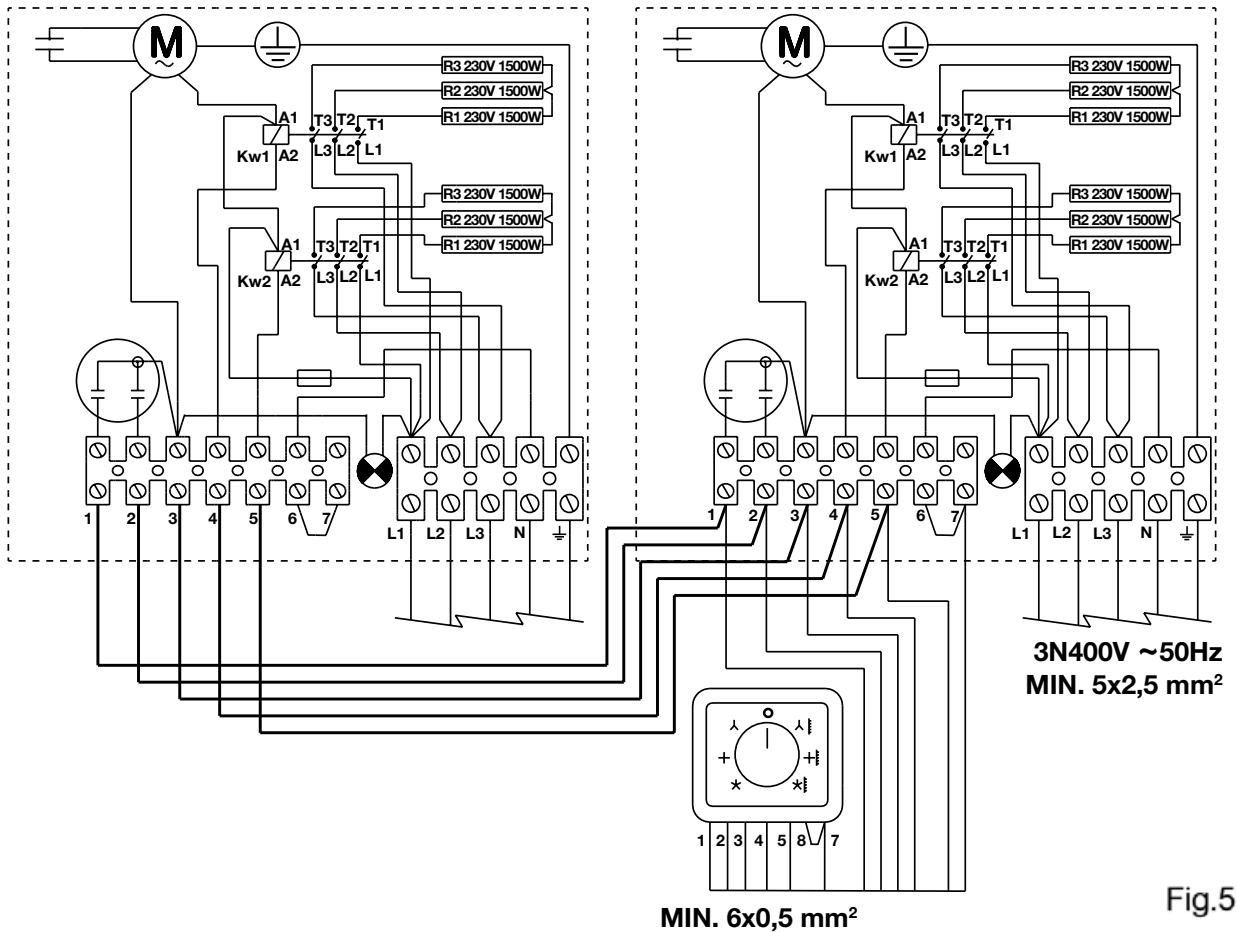 M M
~ ~
R3 230V 1500W R3 230V 1500W
R2 230V 1500W R2 230V 1500W
R1 230V 1500W R1 230V 1500W
A1 T3 T2 T1 A1 T3 T2 T1
Kw1 A2 L3 L2 L1 Kw1 A2 L3 L2 L1
R3 230V 1500W R3 230V 1500W
R2 230V 1500W R2 230V 1500W
R1 230V 1500W R1 230V 1500W
A1 T3 T2 T1 A1 T3 T2 T1
Kw2 A2 L3 L2 L1 Kw2 A2 L3 L2 L1
1 2 3 4 5 6 7 L1 L2 L3 N 1 2 3 4 5 6 7 L1 L2 L3 N
3N400V ~50Hz
MIN. 5x2,5 mm²
1 2 3 4 5 8 7
MIN. 6x0,5 mm²
Fig.5